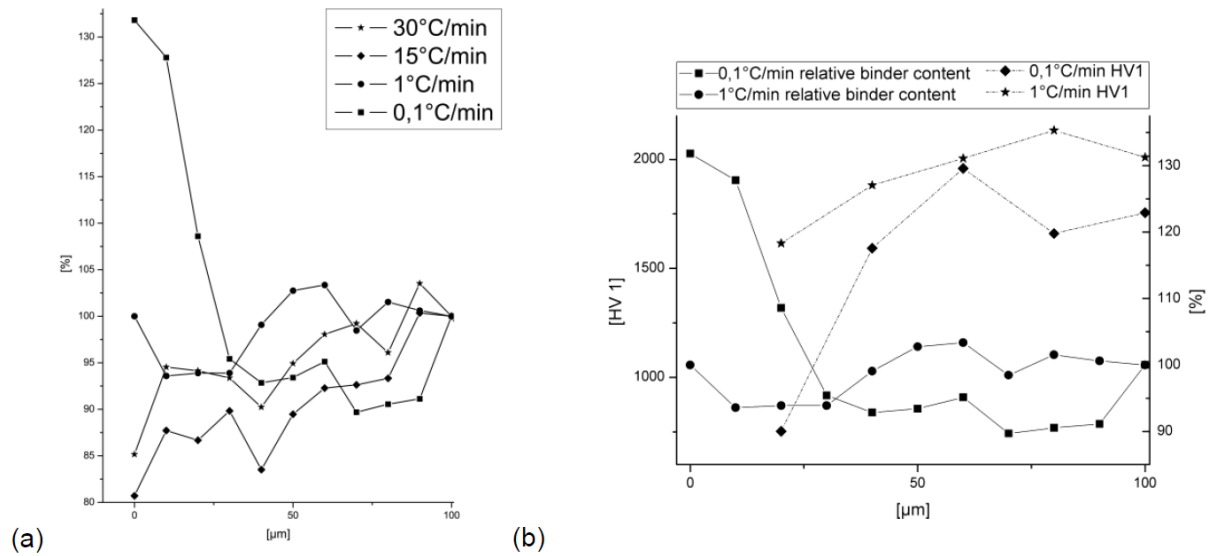 30°C/min
15°C/min
1°C/min
0,1°C/min
130
125
120
115
110
105
100
95
90
85
80
[%]
0
50
100
[µm]
(a)
0,1°C/min relative binder content
1°C/min relative binder content
0,1°C/min HV1
1°C/min HV1
2000
1500
1000
[HV 1]
130
120
110
100
90
[%]
0
50
100
[µm]
(b)